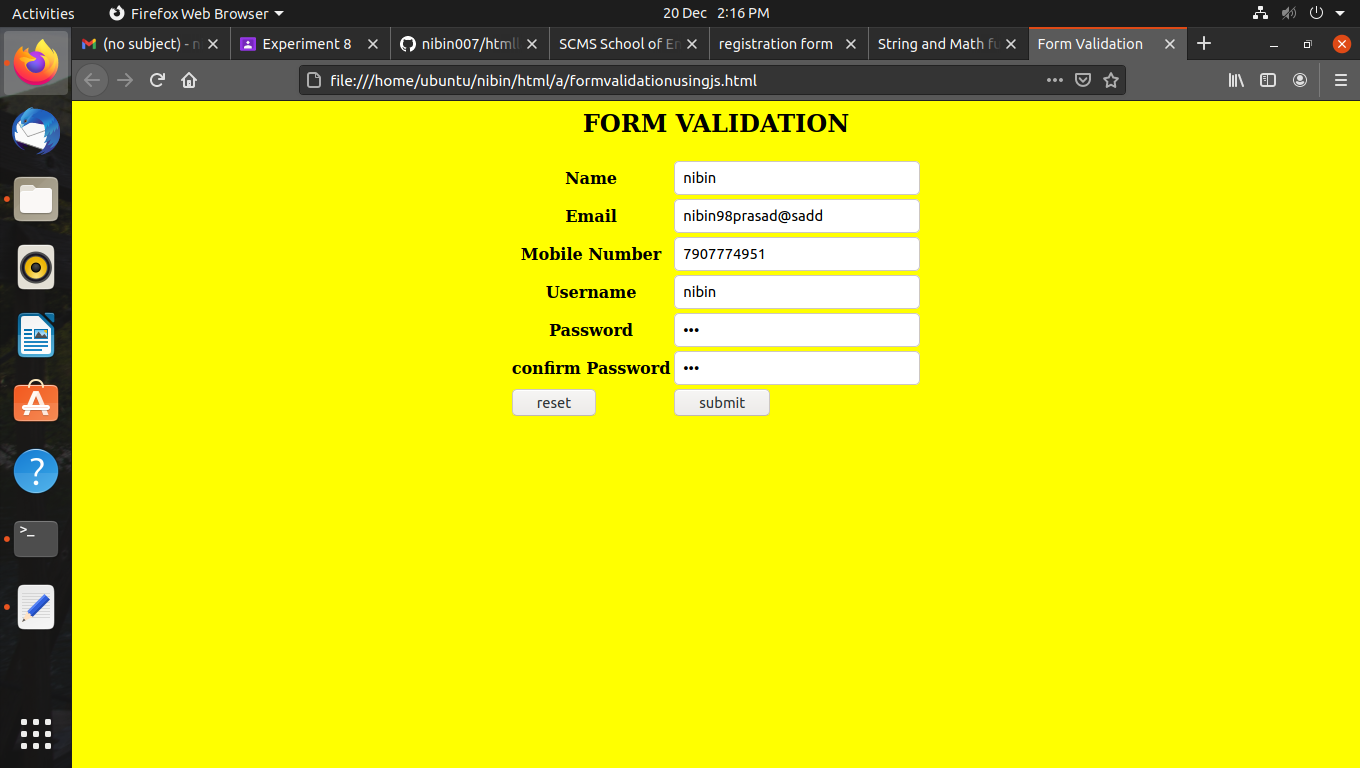 Activities Firefox Web Browser 20 Dec 2:16 PM
(no subject) - n Experiment 8 nibin007/html SCMS School of En registration form String and Math fu Form Validation
file:///home/ubuntu/nibin/html/a/formvalidationusingjs.html
FORM VALIDATION
Name nibin
Email nibin98prasad@sadd
Mobile Number 7907774951
Username nibin
Password •••
confirm Password •••
reset submit